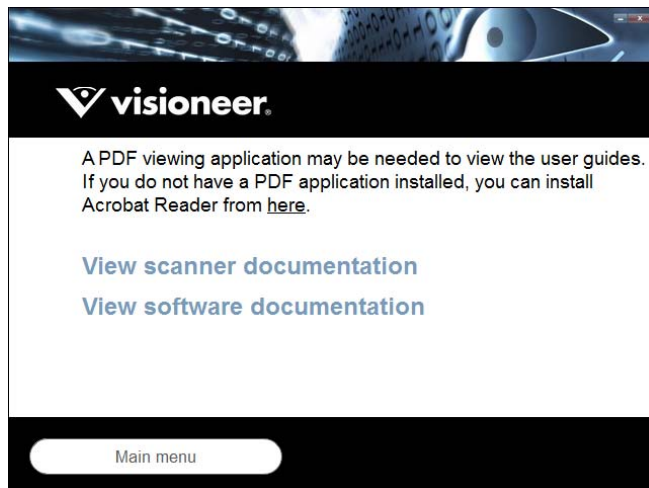 visioneer®
A PDF viewing application may be needed to view the user guides.
If you do not have a PDF application installed, you can install
Acrobat Reader from here.
View scanner documentation
View software documentation
Main menu